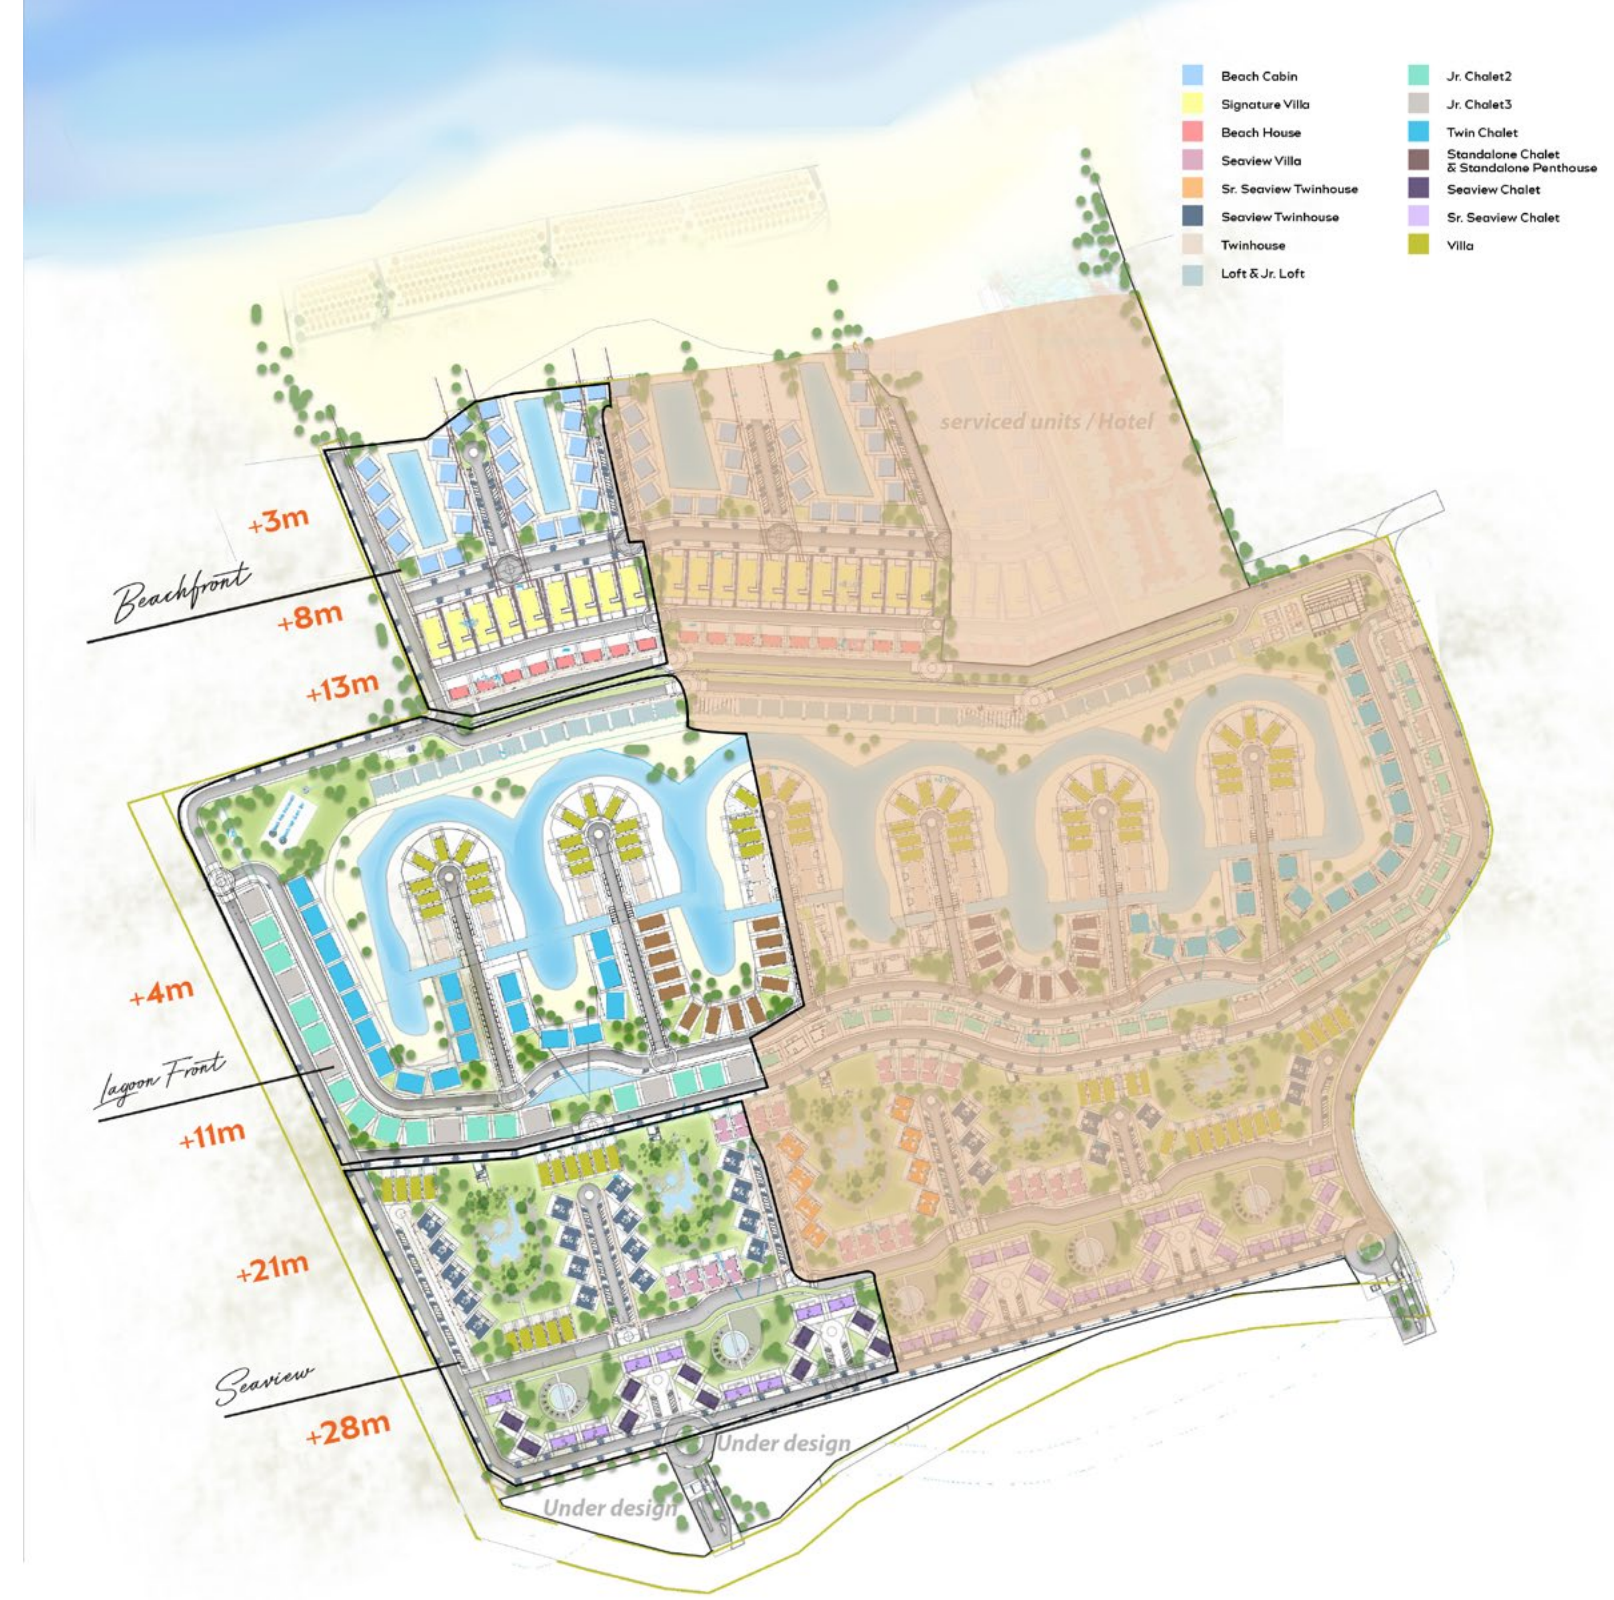 Beach Cabin
Signature Villa
Beach House
Seaview Villa
Sr. Seaview Twinhouse
Seaview Twinhouse
Twinhouse
Loft & Jr. Loft
Jr. Chalet2
Jr. Chalet3
Twin Chalet
Standalone Chalet
& Standalone Penthouse
Seaview Chalet
Sr. Seaview Chalet
Villa
serviced units / Hotel
+3m
Beachfront
+8m
+13m
+4m
Lagoon Front
+11m
+21m
Seaview
+28m
Under design
Under design